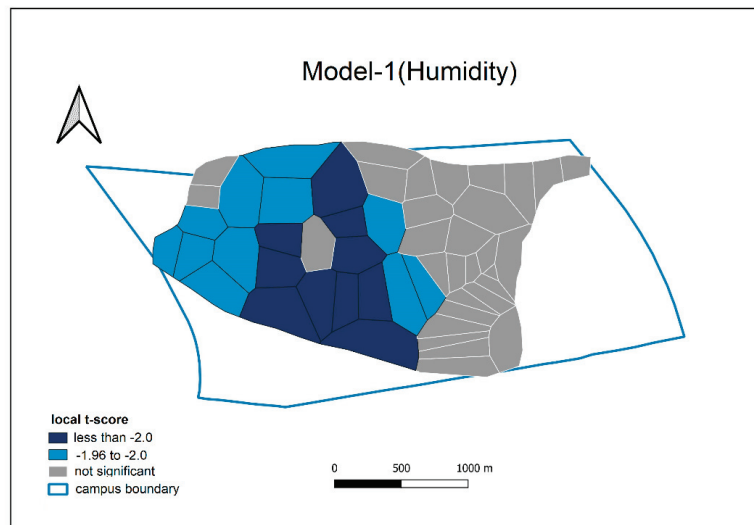 Model-1(Humidity)
local t-score
less than -2.0
-1.96 to -2.0
not significant
campus boundary
0 500 1000 m